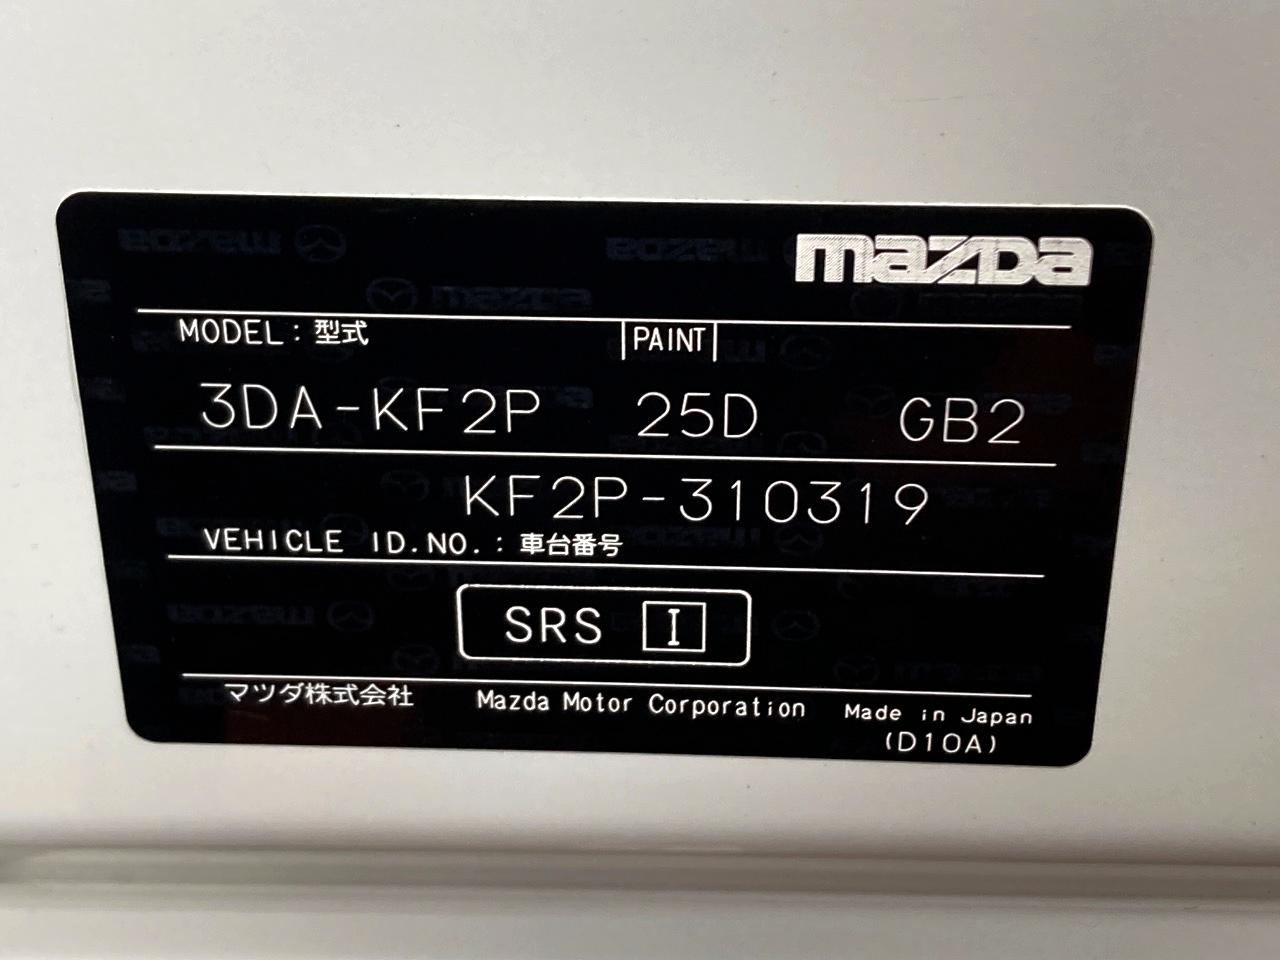 mazda
MODEL : 型式 |PAINT|
3DA-KF2P 25D GB2
KF2P-310319
VEHICLE ID.NO. : 車台番号
SRS I
マツダ株式会社 Mazda Motor Corporation Made in Japan
(D10A)